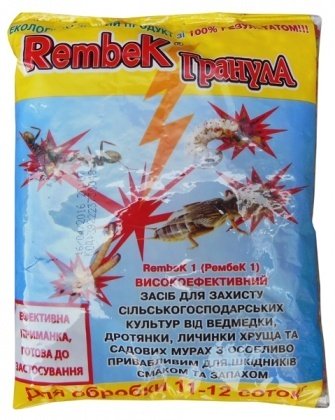 ЕКОЛОГІЧНО ПРОДУКТ зі 100% РЕЗУЛЬТАТОМ!!!
RembeK® ГранулА
RembeK 1 (РембеК 1)
ВИСОКОЕФЕКТИВНИЙ
ЗАСІБ ДЛЯ ЗАХИСТУ
СІЛЬСЬКОГОСПОДАРСЬКИХ
КУЛЬТУР ВІД ВЕДМЕДКИ,
ДРОТЯНКИ, ЛИЧИНКИ ХРУЩА ТА
САДОВИХ МУРАХ З ОСОБЛИВО
ПРИВАБЛИВИМ ДЛЯ ШКІДНИКІВ
СМАКОМ ТА ЗАПАХОМ
ЕФЕКТИВНА
ПРИМАНКА,
ГОТОВА ДО
ЗАСТОСУВАННЯ
Для обробки 11-12 соток